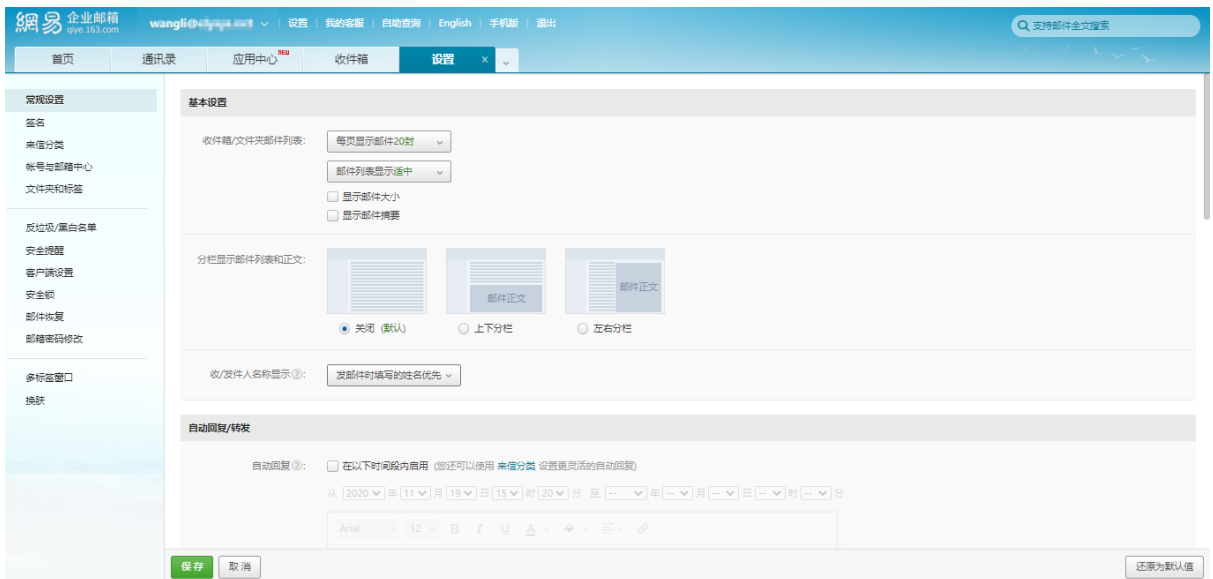 網易 企业邮箱
qiye.163.com
wangli@ 设置 | 我的客服 | 自助查询 | English | 手机版 | 退出
支持邮件全文搜索
首页 通讯录 应用中心 NEW 收件箱 设置 x
常规设置
签名
来信分类
帐号与邮箱中心
文件夹和标签
反垃圾/黑白名单
安全提醒
客户端设置
安全锁
邮件恢复
邮箱密码修改
多标签窗口
换肤
基本设置
收件箱/文件夹邮件列表: 每页显示邮件20封
邮件列表显示适中
显示邮件大小
显示邮件摘要
分栏显示邮件列表和正文:
邮件正文 邮件正文
关闭 (默认) 上下分栏 左右分栏
收/发件人名称显示?: 发邮件时填写的姓名优先
自动回复/转发
自动回复?: 在以下时间段内启用 (您还可以使用 来信分类 设置更灵活的自动回复)
从 2020 年 11 月 19 日 15 时 20 分 至 -- 年 -- 月 -- 日 -- 时 -- 分
Arial 12 B I U A
保存 取消 还原为默认值